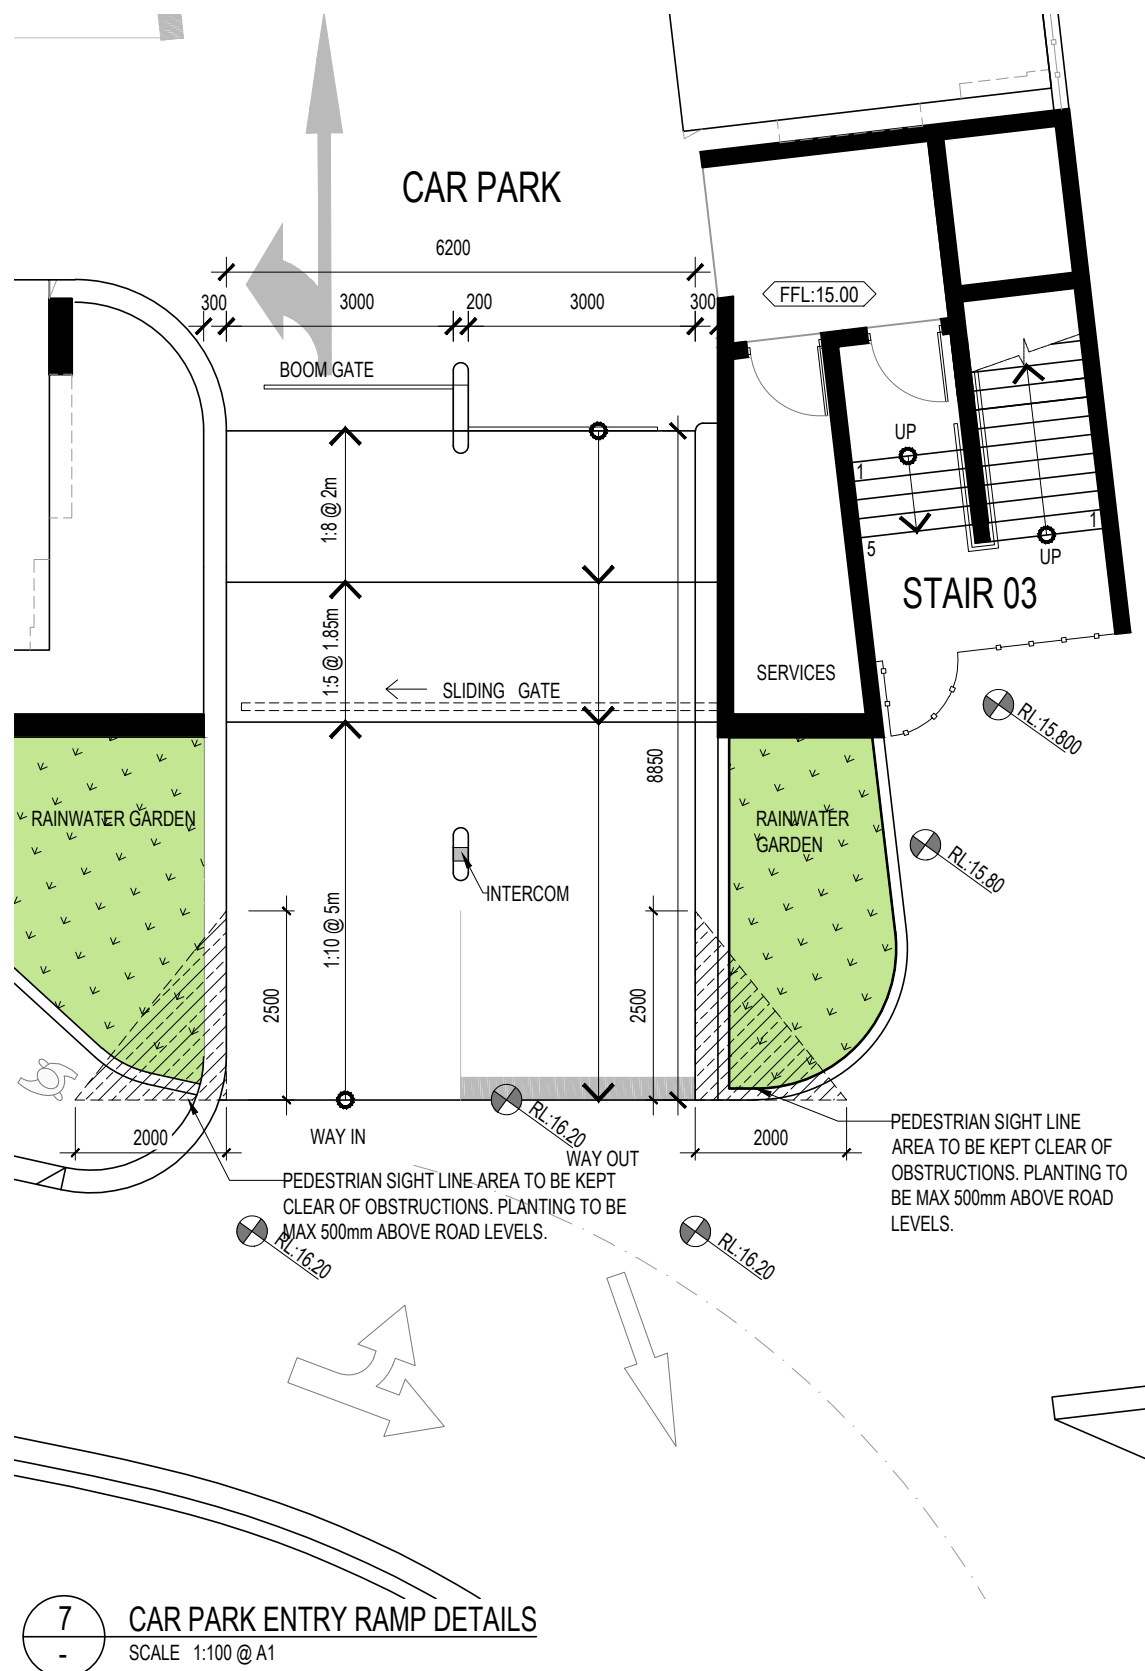 CAR PARK
6200
300
3000
200
3000
300
FFL:15.00
BOOM GATE
UP
1
1:8 @ 2m
1
5
UP
STAIR 03
1:5 @ 1.85m
SLIDING GATE
SERVICES
RL:15.800
8850
RAINWATER GARDEN
RAINWATER
GARDEN
RL:15.80
INTERCOM
1:10 @ 5m
2500
2500
RL:16.20
WAY IN
2000
WAY OUT
2000
PEDESTRIAN SIGHT LINE
AREA TO BE KEPT CLEAR OF
OBSTRUCTIONS. PLANTING TO
BE MAX 500mm ABOVE ROAD
LEVELS.
PEDESTRIAN SIGHT LINE AREA TO BE KEPT
CLEAR OF OBSTRUCTIONS. PLANTING TO BE
MAX 500mm ABOVE ROAD LEVELS.
RL:16.20
RL:16.20
7
-
CAR PARK ENTRY RAMP DETAILS
SCALE 1:100 @ A1